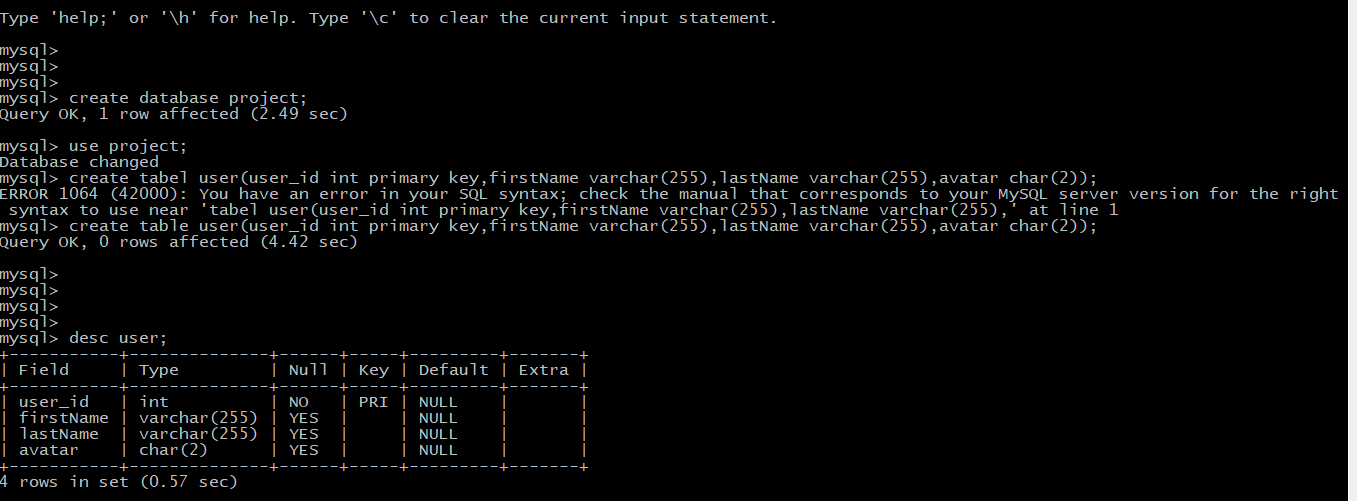 Type 'help;' or '\h' for help. Type '\c' to clear the current input statement.
mysql>
mysql>
mysql>
mysql> create database project;
Query OK, 1 row affected (2.49 sec)
mysql> use project;
Database changed
mysql> create tabel user(user_id int primary key,firstName varchar(255),lastName varchar(255),avatar char(2));
ERROR 1064 (42000): You have an error in your SQL syntax; check the manual that corresponds to your MySQL server version for the right
 syntax to use near 'tabel user(user_id int primary key,firstName varchar(255),lastName varchar(255),' at line 1
mysql> create table user(user_id int primary key,firstName varchar(255),lastName varchar(255),avatar char(2));
Query OK, 0 rows affected (4.42 sec)
mysql>
mysql>
mysql>
mysql>
mysql> desc user;
+-----------+--------------+------+-----+---------+-------+
| Field     | Type         | Null | Key | Default | Extra |
+-----------+--------------+------+-----+---------+-------+
| user_id   | int          | NO   | PRI | NULL    |       |
| firstName | varchar(255) | YES  |     | NULL    |       |
| lastName  | varchar(255) | YES  |     | NULL    |       |
| avatar    | char(2)      | YES  |     | NULL    |       |
+-----------+--------------+------+-----+---------+-------+
4 rows in set (0.57 sec)